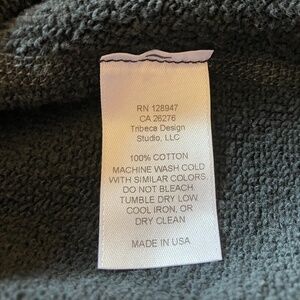 RN 128947
CA 26276
Tribeca Design
Studio, LLC
100% COTTON
MACHINE WASH COLD
WITH SIMILAR COLORS.
DO NOT BLEACH.
TUMBLE DRY LOW.
COOL IRON, OR
DRY CLEAN
MADE IN USA